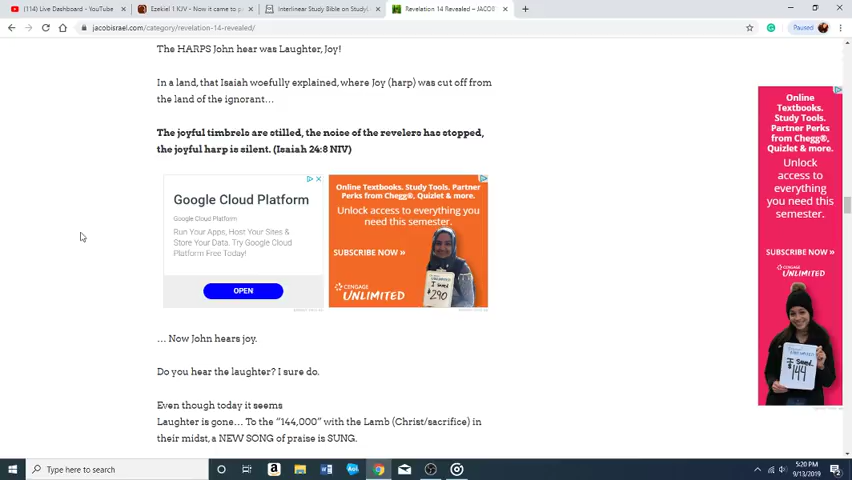 (114) Live Dashboard - YouTube
Ezekiel 1 KJV - Now it came to p
Interlinear Study Bible on StudyL
Revelation 14 Revealed – JACO
jacobisrael.com/category/revelation-14-revealed/
Paused
The HARPS John hear was Laughter, Joy!
In a land, that Isaiah woefully explained, where Joy (harp) was cut off from
the land of the ignorant…
The joyful timbrels are stilled, the noise of the revelers has stopped,
the joyful harp is silent. (Isaiah 24:8 NIV)
Google Cloud Platform
Google Cloud Platform
Run Your Apps, Host Your Sites &
Store Your Data. Try Google Cloud
Platform Free Today!
OPEN
Online Textbooks. Study Tools. Partner
Perks from Chegg®, Quizlet & more.
Unlock access to everything you
need this semester.
SUBSCRIBE NOW »
CENGAGE
UNLIMITED
I saved
$290
Online
Textbooks.
Study Tools.
Partner Perks
from Chegg®,
Quizlet & more.
Unlock
access to
everything
you need
this
semester.
SUBSCRIBE NOW »
CENGAGE
UNLIMITED
I saved
$144
… Now John hears joy.
Do you hear the laughter? I sure do.
Even though today it seems
Laughter is gone… To the “144,000” with the Lamb (Christ/sacrifice) in
their midst, a NEW SONG of praise is SUNG.
Type here to search
5:20 PM
9/13/2019
2